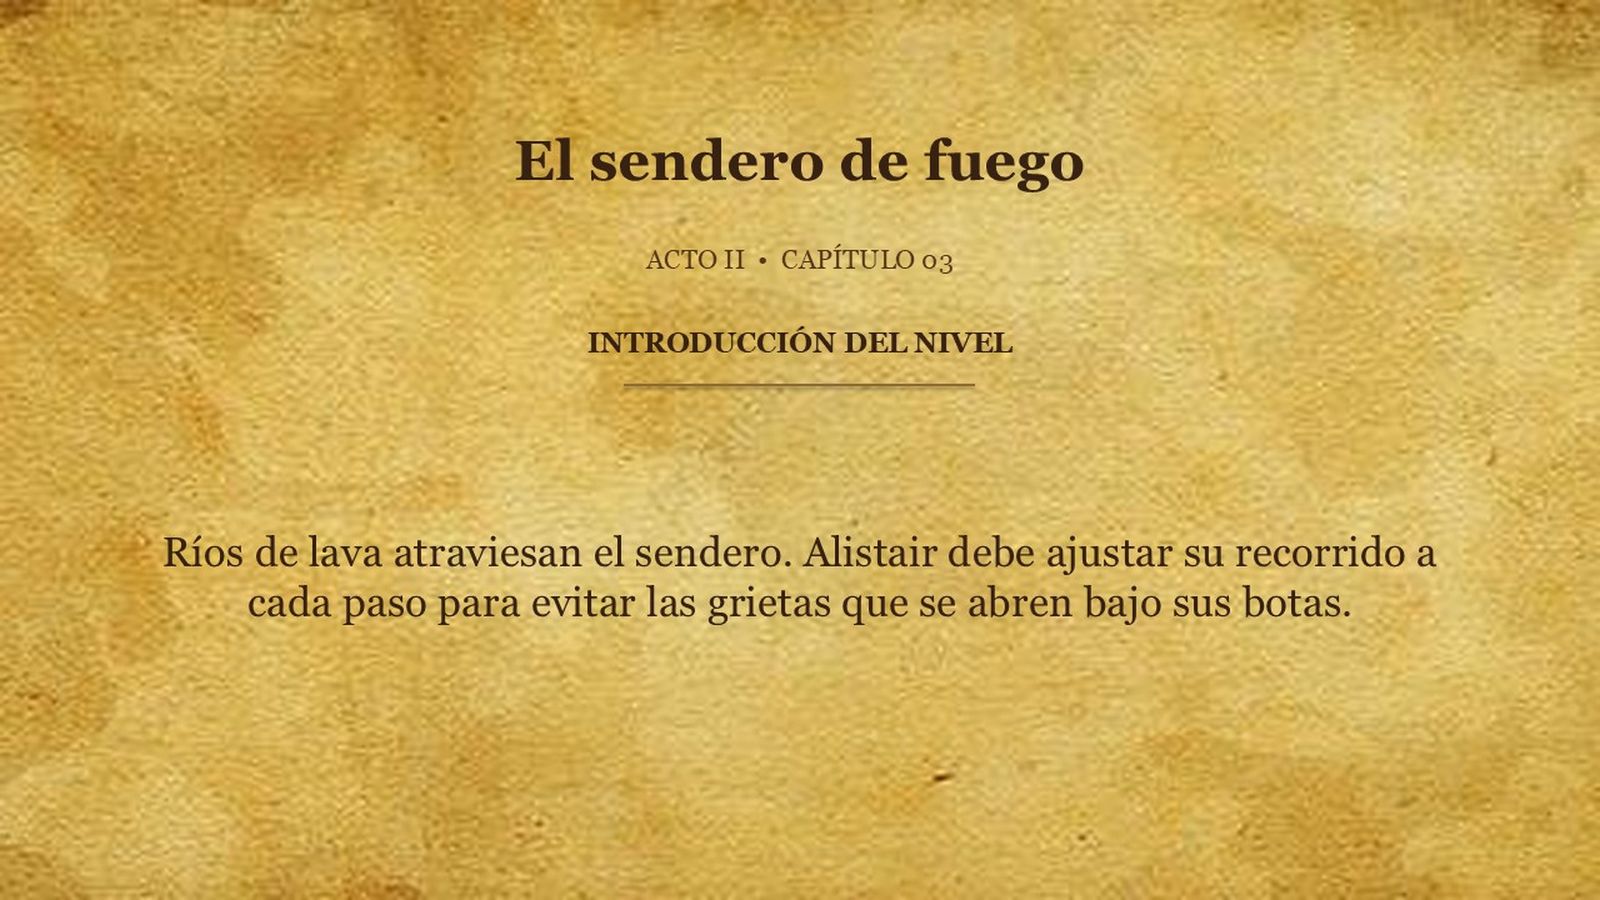 El sendero de fuego
ACTO II • CAPÍTULO 03
INTRODUCCIÓN DEL NIVEL
Ríos de lava atraviesan el sendero. Alistair debe ajustar su recorrido a
cada paso para evitar las grietas que se abren bajo sus botas.